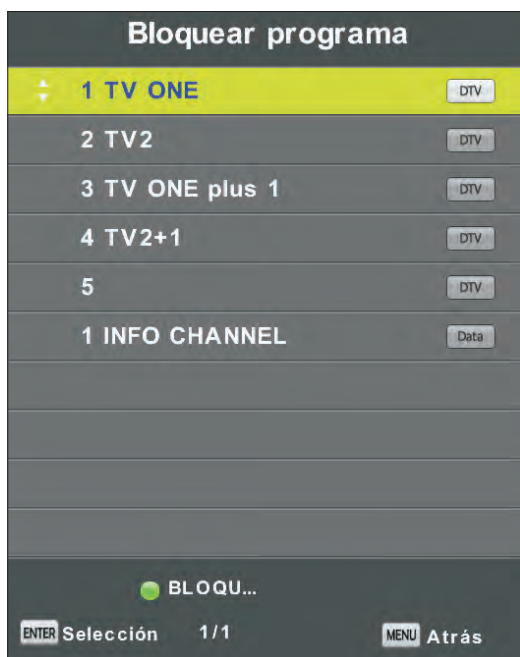 Bloquear programa
1 TV ONE DTV
2 TV2 DTV
3 TV ONE plus 1 DTV
4 TV2+1 DTV
5 DTV
1 INFO CHANNEL Data
BLOQU...
ENTER Selección 1/1 MENU Atrás